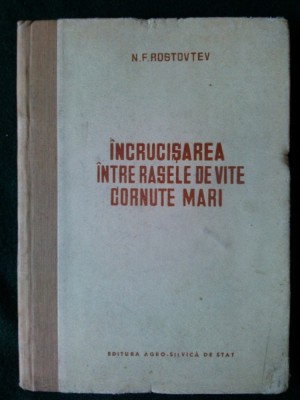 N.F. ROSTOVTEV
ÎNCRUCIȘAREA
ÎNTRE RASELE DE VITE
CORNUTE MARI
EDITURA AGRO-SILVICĂ DE STAT